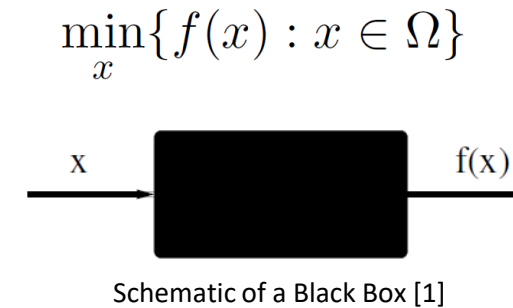 min{f(x) : x ∈ Ω}
x
x
f(x)
Schematic of a Black Box [1]